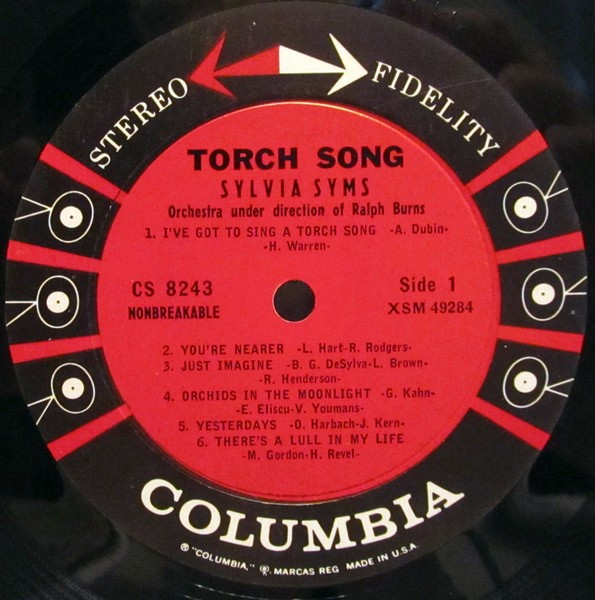 STEREO FIDELITY
TORCH SONG
SYLVIA SYMS
Orchestra under direction of Ralph Burns
1. I'VE GOT TO SING A TORCH SONG -A. Dubin-
-H. Warren-
CS 8243
NONBREAKABLE
Side 1
XSM 49284
2. YOU'RE NEARER -L. Hart-R. Rodgers-
3. JUST IMAGINE -B. G. DeSylva-L. Brown-
-R. Henderson-
4. ORCHIDS IN THE MOONLIGHT -G. Kahn-
-E. Eliscu-V. Youmans-
5. YESTERDAYS -O. Harbach-J. Kern-
6. THERE'S A LULL IN MY LIFE
-M. Gordon-H. Revel-
COLUMBIA
® "COLUMBIA," MARCAS REG MADE IN U.S.A.